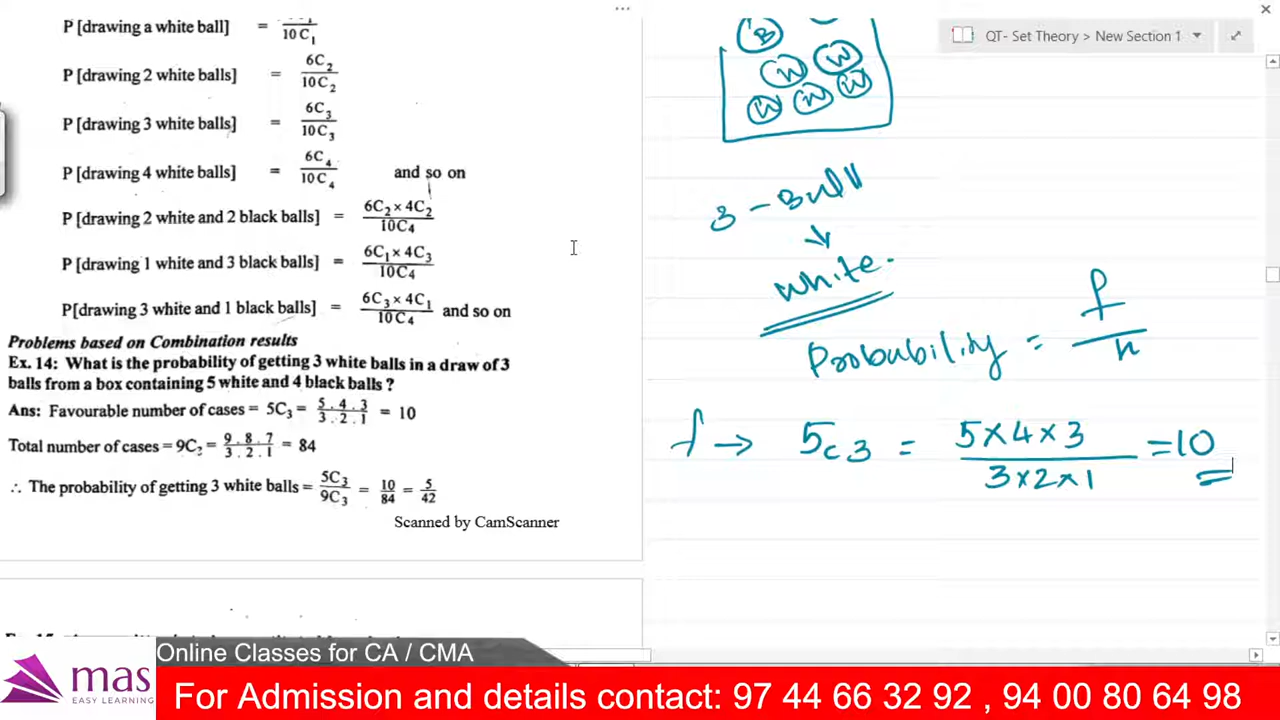 P [drawing a white ball] = 10C1
QT- Set Theory > New Section 1
P [drawing 2 white balls] = 6C2 / 10C2
P [drawing 3 white balls] = 6C3 / 10C3
P [drawing 4 white balls] = 6C4 / 10C4 and so on
P [drawing 2 white and 2 black balls] = 6C2 × 4C2 / 10C4
P [drawing 1 white and 3 black balls] = 6C1 × 4C3 / 10C4
P[drawing 3 white and 1 black balls] = 6C3 × 4C1 / 10C4 and so on
Problems based on Combination results
Ex. 14: What is the probability of getting 3 white balls in a draw of 3
balls from a box containing 5 white and 4 black balls ?
Ans: Favourable number of cases = 5C3 = 5 . 4 . 3 / 3 . 2 . 1 = 10
Total number of cases = 9C3 = 9 . 8 . 7 / 3 . 2 . 1 = 84
∴ The probability of getting 3 white balls = 5C3 / 9C3 = 10 / 84 = 5 / 42
Scanned by CamScanner
B
W W
W W W
3 - Ball
↓
White.
Probability = f / n
f → 5c3 = 5×4×3 / 3×2×1 = 10
mas
EASY LEARNING
Online Classes for CA / CMA
For Admission and details contact: 97 44 66 32 92 , 94 00 80 64 98